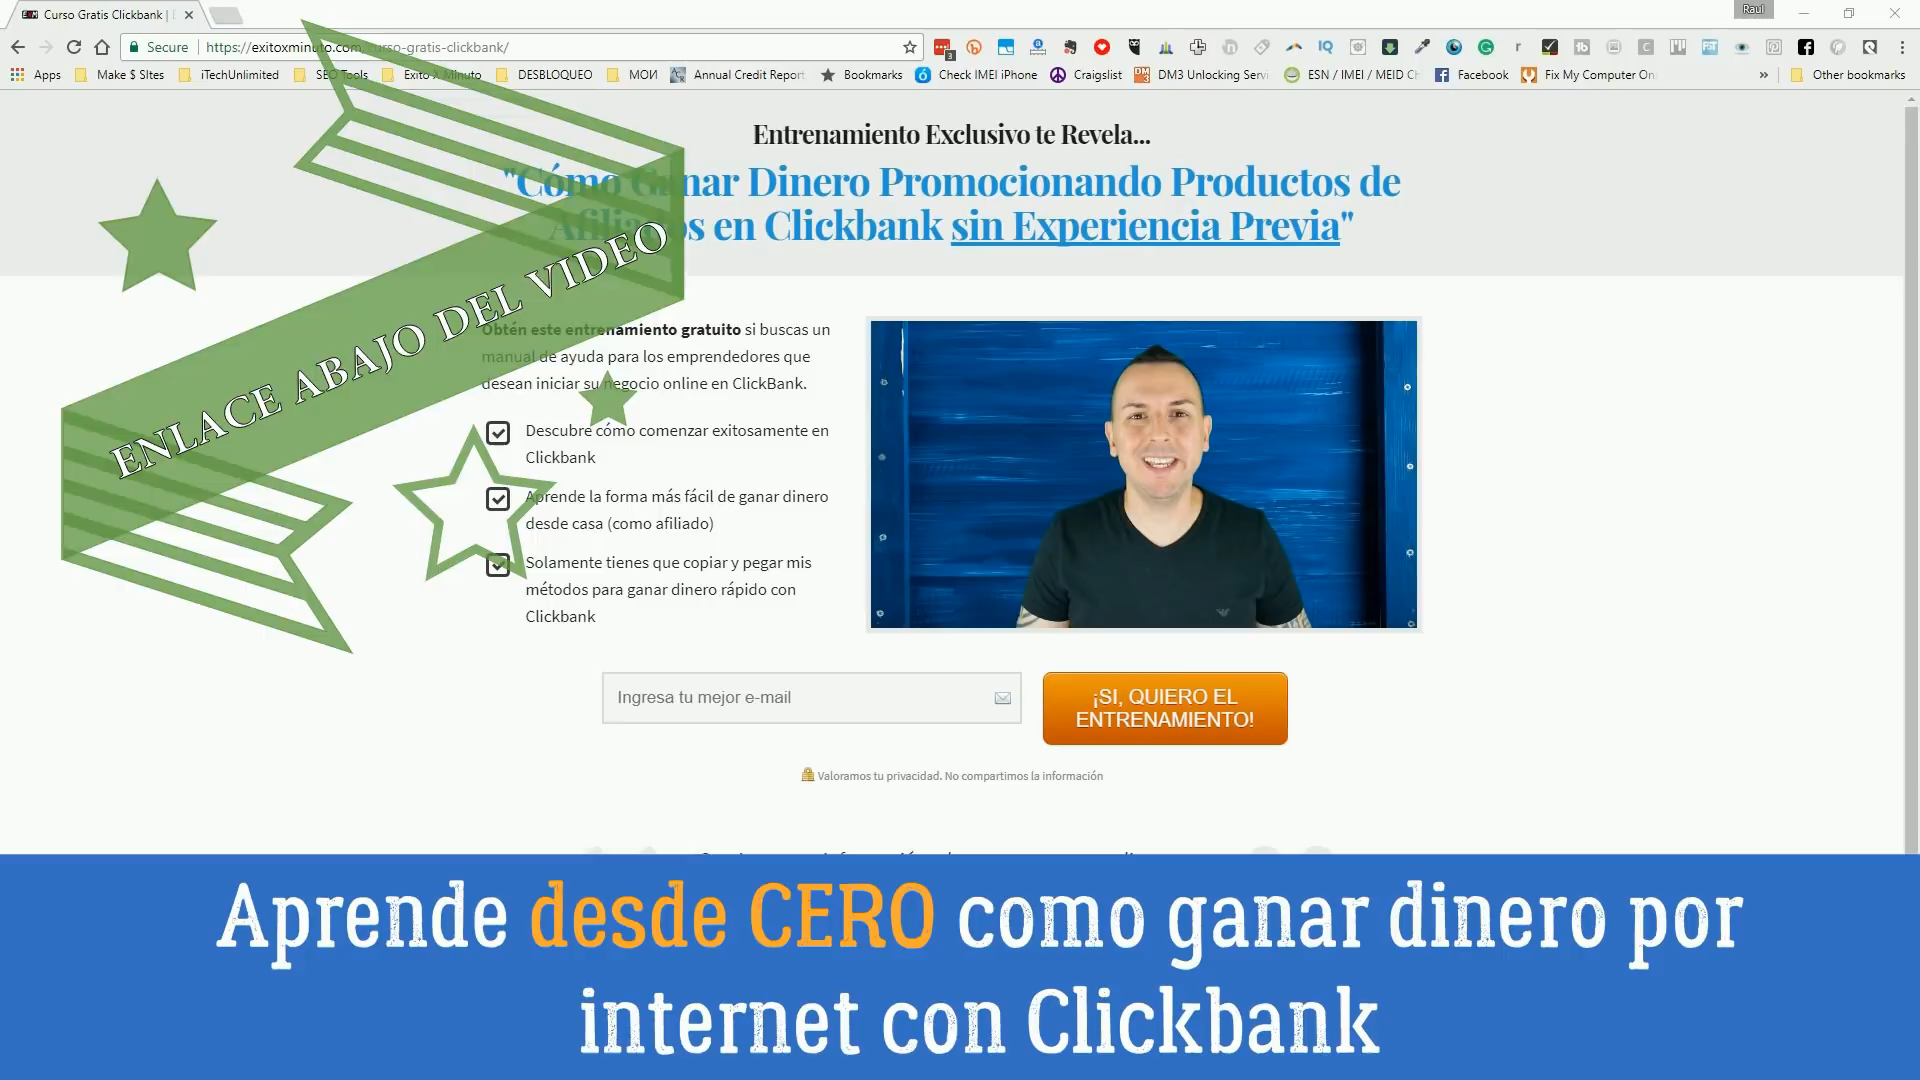 Curso Gratis Clickbank |
Raul
Secure
https://exitoxminuto.com/curso-gratis-clickbank/
Apps
Make $ SItes
iTechUnlimited
SEO Tools
Exito X Minuto
DESBLOQUEO
Annual Credit Report
Bookmarks
Check IMEI iPhone
Craigslist
DM3 Unlocking Servi
ESN / IMEI / MEID Ch
Facebook
Fix My Computer On
Other bookmarks
Entrenamiento Exclusivo te Revela...
"Cómo Ganar Dinero Promocionando Productos de
Afiliados en Clickbank sin Experiencia Previa"
ENLACE ABAJO DEL VIDEO
Obtén este entrenamiento gratuito si buscas un
manual de ayuda para los emprendedores que
desean iniciar su negocio online en ClickBank.
Descubre cómo comenzar exitosamente en
Clickbank
Aprende la forma más fácil de ganar dinero
desde casa (como afiliado)
Solamente tienes que copiar y pegar mis
métodos para ganar dinero rápido con
Clickbank
Ingresa tu mejor e-mail
¡SI, QUIERO EL
ENTRENAMIENTO!
Valoramos tu privacidad. No compartimos la información
Aprende desde CERO como ganar dinero por
internet con Clickbank